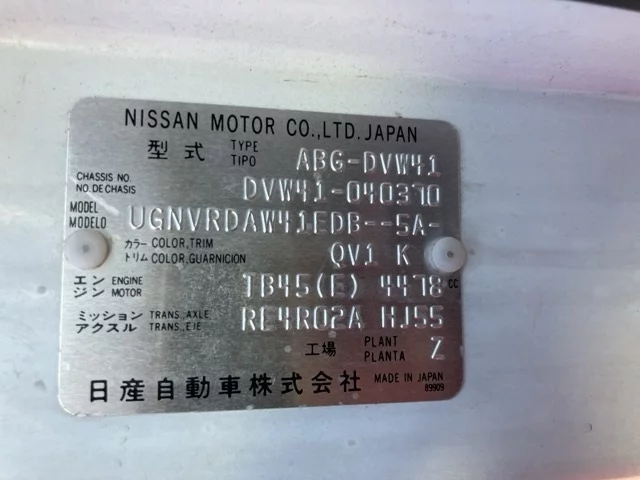 NISSAN MOTOR CO.,LTD. JAPAN
型式 TYPE TIPO ABG-DVW41
CHASSIS NO. NO. DE CHASIS DVW41-040370
MODEL MODELO UGNVRDAW41EDB--5A-
カラー COLOR, TRIM トリム COLOR, GUARNICION QV1 K
エンジン ENGINE MOTOR TB45(E) 4478 CC
ミッション TRANS., AXLE アクスル TRANS., EJE RE4R02A HJ55
工場 PLANT PLANTA Z
日産自動車株式会社 MADE IN JAPAN
89909